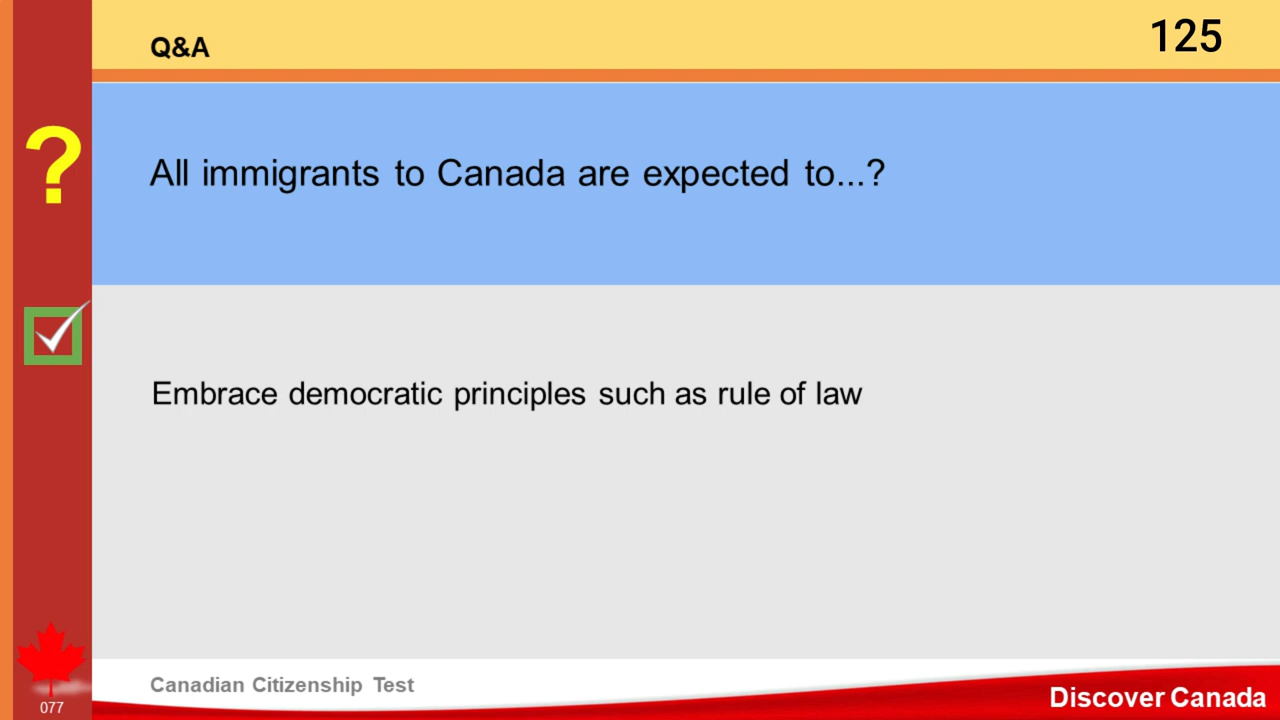 Q&A
125
?
All immigrants to Canada are expected to...?
Embrace democratic principles such as rule of law
Canadian Citizenship Test
Discover Canada
077